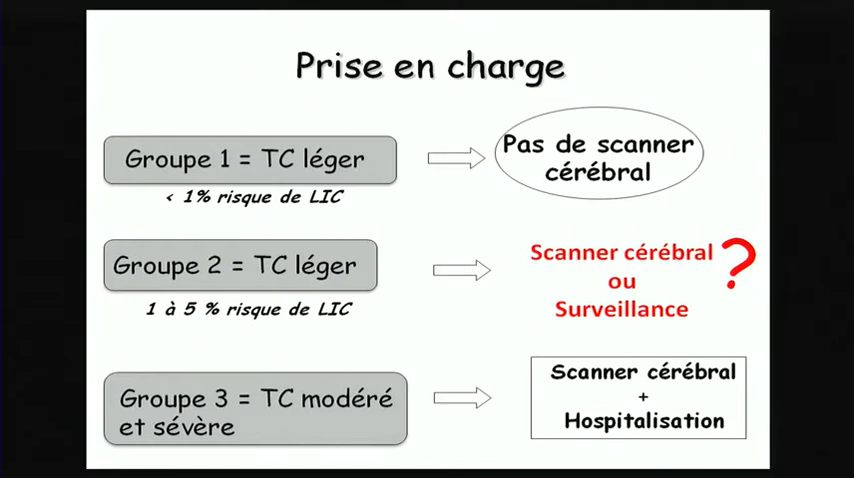 Prise en charge
Groupe 1 = TC léger
Pas de scanner
cérébral
< 1% risque de LIC
Groupe 2 = TC léger
Scanner cérébral
ou
Surveillance
?
1 à 5 % risque de LIC
Groupe 3 = TC modéré
et sévère
Scanner cérébral
+
Hospitalisation